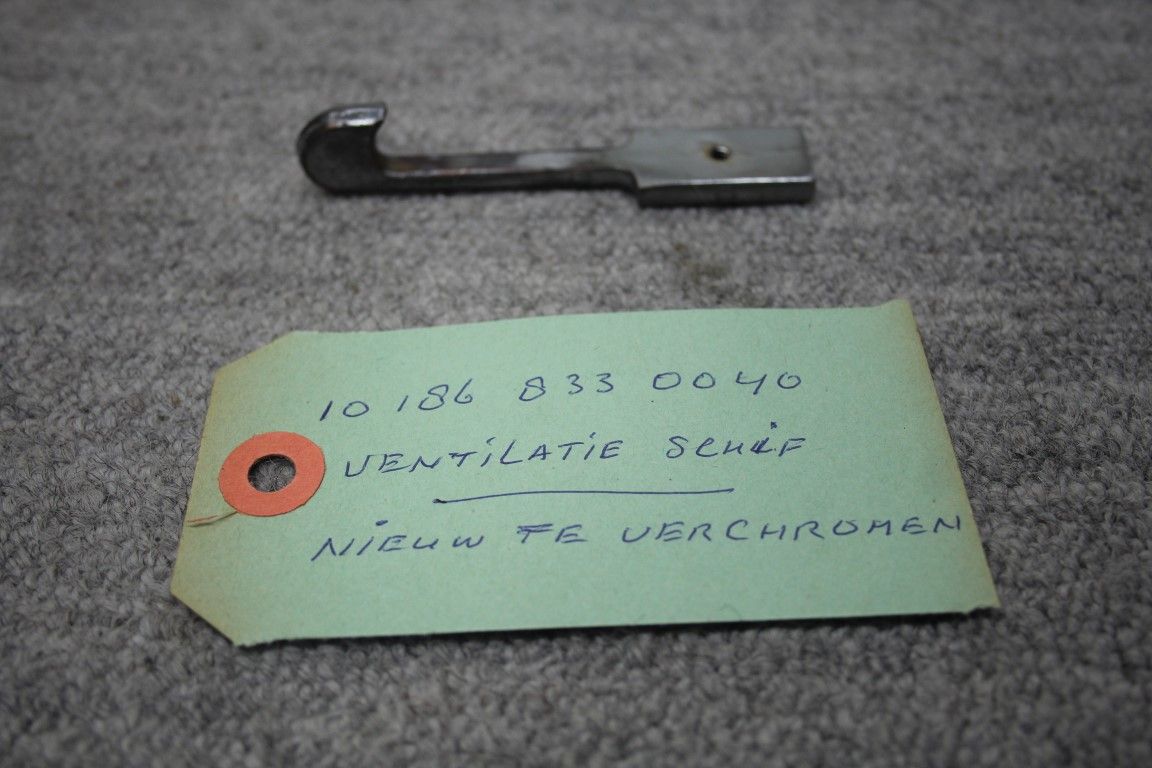 10 186 833 0040
VENTiLATiE SCHiF
NiEUW TE VERCHROMEN